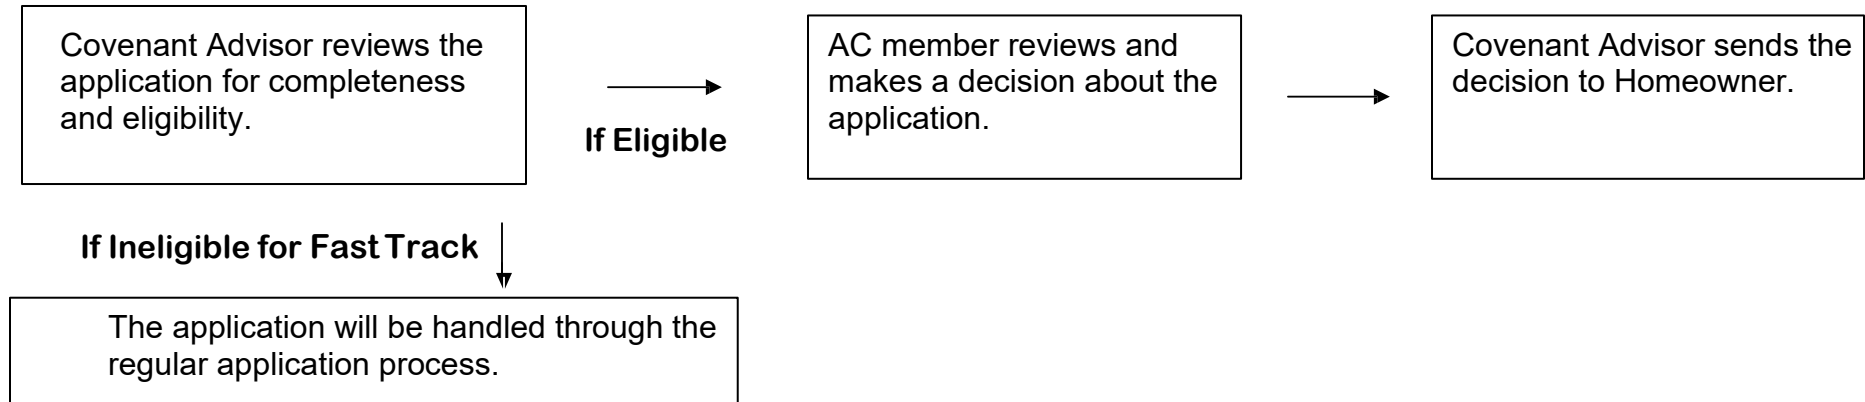 Covenant Advisor reviews the
application for completeness
and eligibility.
If Eligible
AC member reviews and
makes a decision about the
application.
Covenant Advisor sends the
decision to Homeowner.
If Ineligible for Fast Track
The application will be handled through the
regular application process.